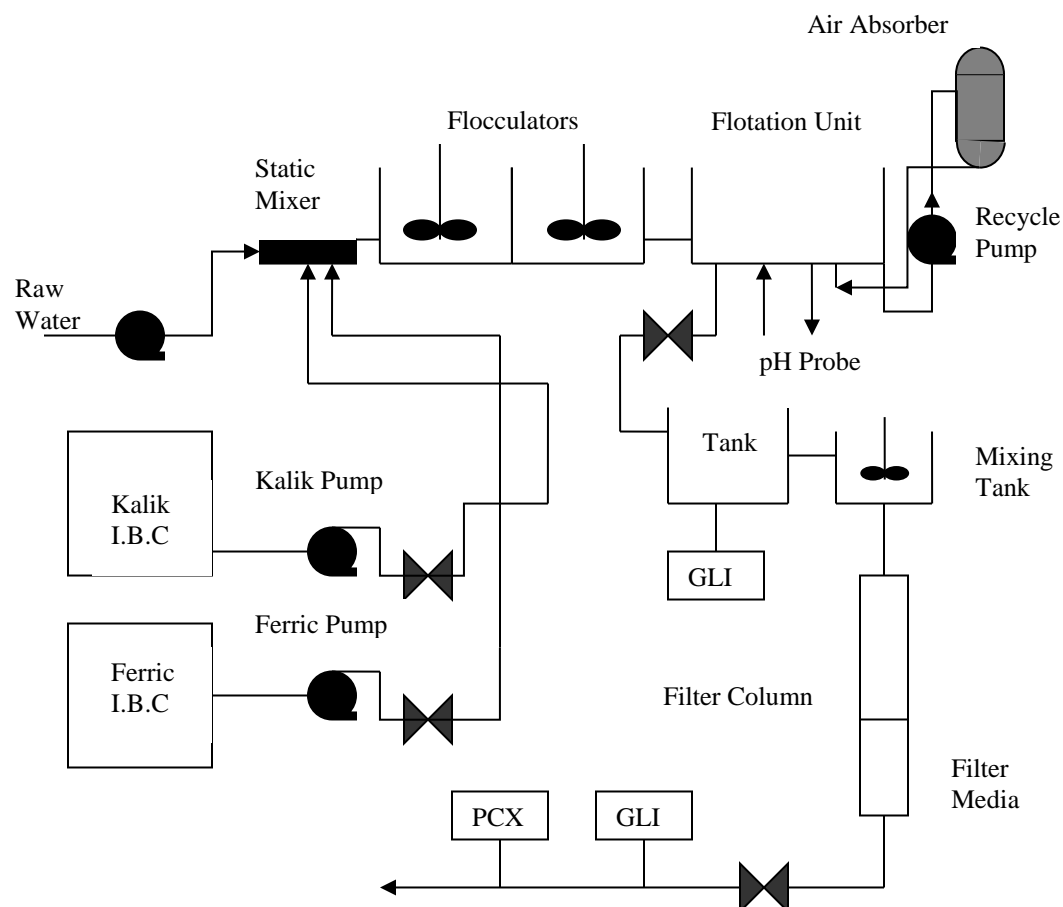 Air Absorber
Flocculators
Flotation Unit
Static
Mixer
Recycle
Pump
Raw
Water
pH Probe
Tank
Mixing
Tank
Kalik Pump
Kalik
I.B.C
GLI
Ferric Pump
Ferric
I.B.C
Filter Column
Filter
Media
PCX
GLI